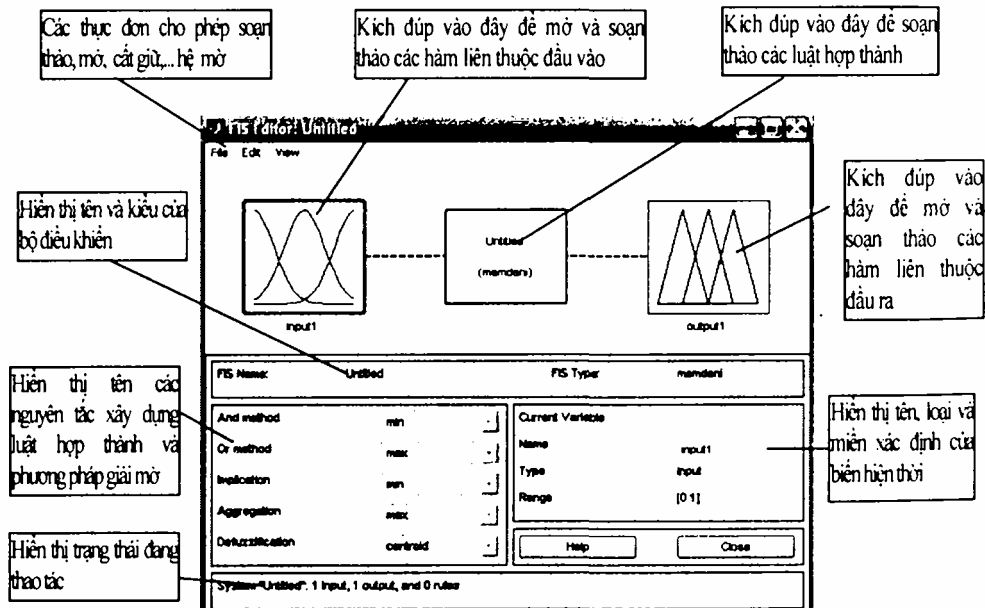 Các thực đơn cho phép soạn
thảo, mở, cất giữ,... hệ mờ
Kích đúp vào đây để mở và soạn
thảo các hàm liên thuộc đầu vào
Kích đúp vào đây để soạn
thảo các luật hợp thành
FIS Editor: Untitled
File Edit View
Hiển thị tên và kiểu của
bộ điều khiển
Kích đúp vào
đây để mở và
soạn thảo các
hàm liên thuộc
đầu ra
Untitled
(mamdani)
input1
output1
FIS Name: Untitled FIS Type: mamdani
Hiển thị tên các
nguyên tắc xây dựng
luật hợp thành và
phương pháp giải mờ
And method min
Or method max
Implication min
Aggregation max
Defuzzification centroid
Current Variable
Name input1
Type input
Range [0 1]
Help Close
Hiển thị tên, loại và
miền xác định của
biến hiện thời
Hiển thị trạng thái đang
thao tác
System "Untitled": 1 input, 1 output, and 0 rules